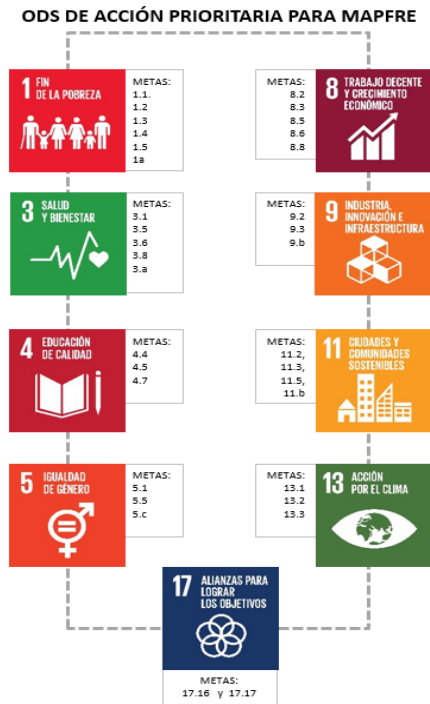 ODS DE ACCIÓN PRIORITARIA PARA MAPFRE
1 FIN
DE LA POBREZA
METAS:
1.1.
1.2
1.3
1.4
1.5
1a
METAS:
8.2
8.3
8.5
8.6
8.8
8 TRABAJO DECENTE
Y CRECIMIENTO
ECONÓMICO
3 SALUD
Y BIENESTAR
METAS:
3.1
3.5
3.6
3.8
3.a
METAS:
9.2
9.3
9.b
9 INDUSTRIA,
INNOVACIÓN E
INFRAESTRUCTURA
4 EDUCACIÓN
DE CALIDAD
METAS:
4.4
4.5
4.7
METAS:
11.2,
11.3,
11.5,
11.b
11 CIUDADES Y
COMUNIDADES
SOSTENIBLES
5 IGUALDAD
DE GÉNERO
METAS:
5.1
5.5
5.c
METAS:
13.1
13.2
13.3
13 ACCIÓN
POR EL CLIMA
17 ALIANZAS PARA
LOGRAR
LOS OBJETIVOS
METAS:
17.16 y 17.17